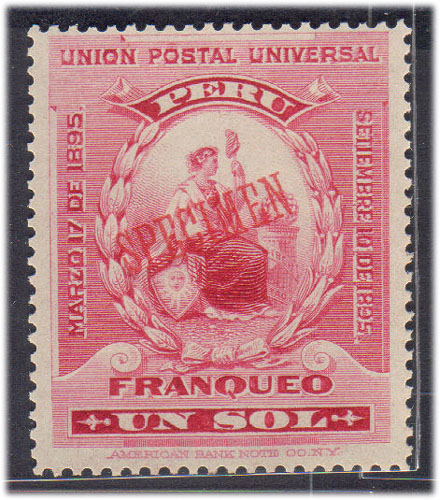 UNION POSTAL UNIVERSAL
PERU
MARZO 17 DE 1895.
SETIEMBRE 10 DE 1895.
SPECIMEN
FRANQUEO
UN SOL
AMERICAN BANK NOTE CO. N.Y.